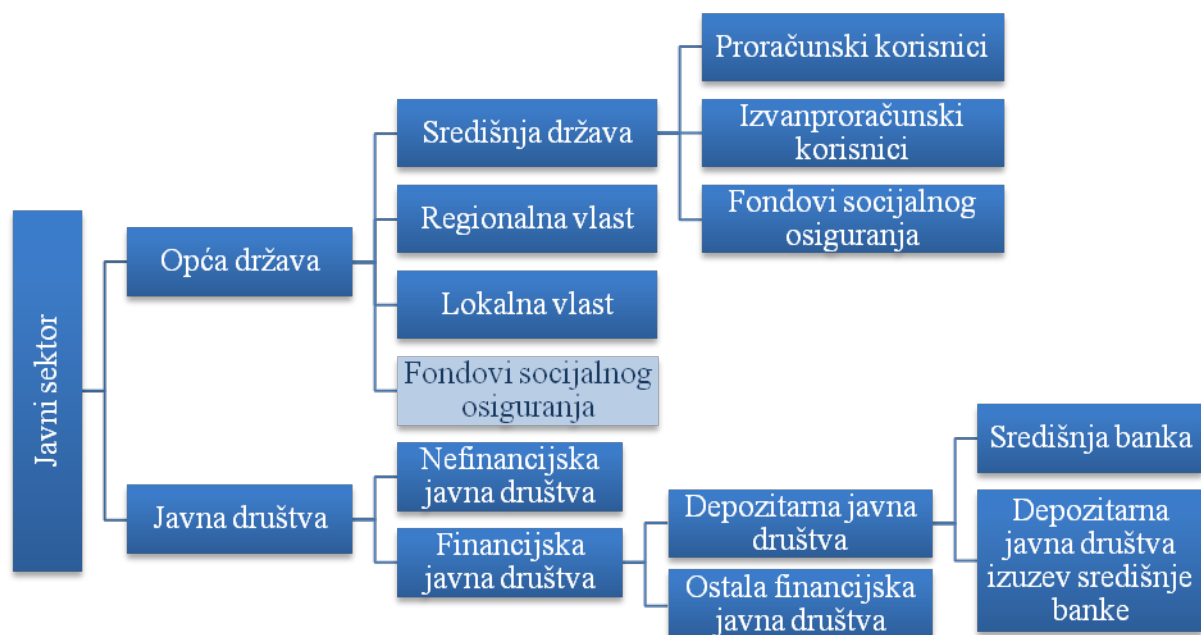 Javni sektor
Opća država
Središnja država
Proračunski korisnici
Izvanproračunski
korisnici
Fondovi socijalnog
osiguranja
Regionalna vlast
Lokalna vlast
Fondovi socijalnog
osiguranja
Javna društva
Nefinancijska
javna društva
Financijska
javna društva
Depozitarna javna
društva
Središnja banka
Depozitarna
javna društva
izuzev središnje
banke
Ostala financijska
javna društva